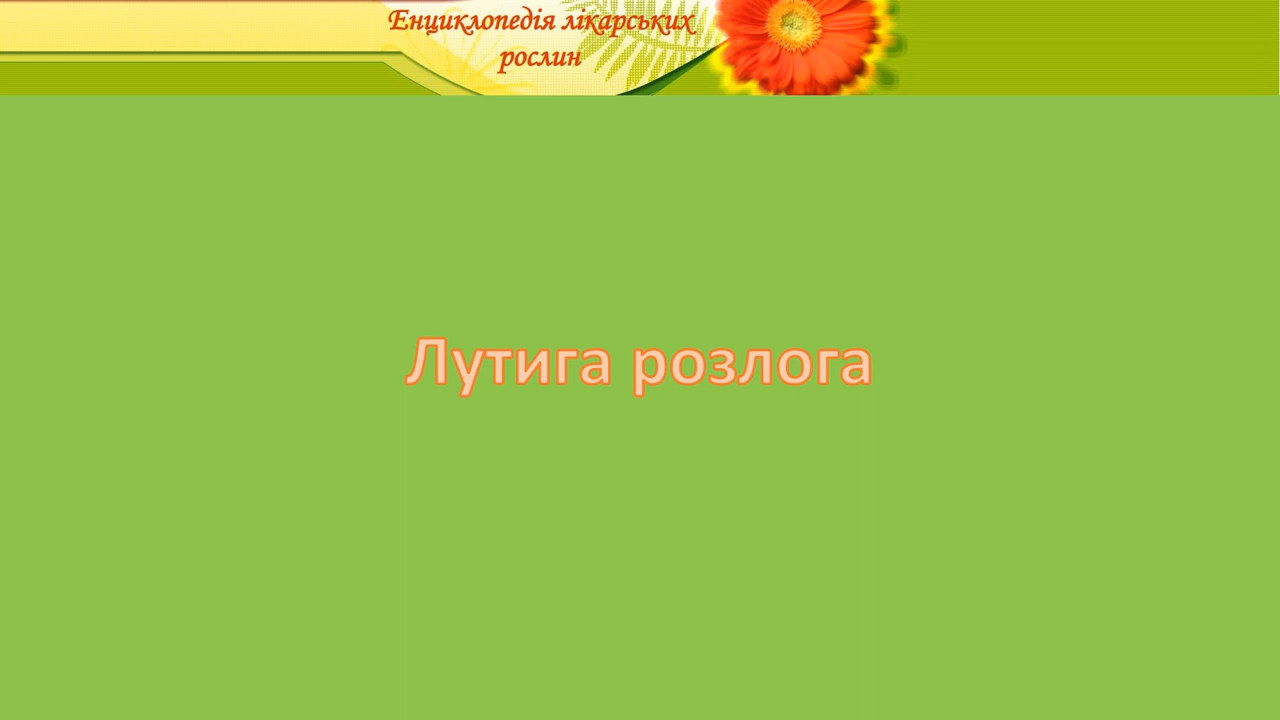 Енциклопедія лікарських
рослин
Лутига розлога